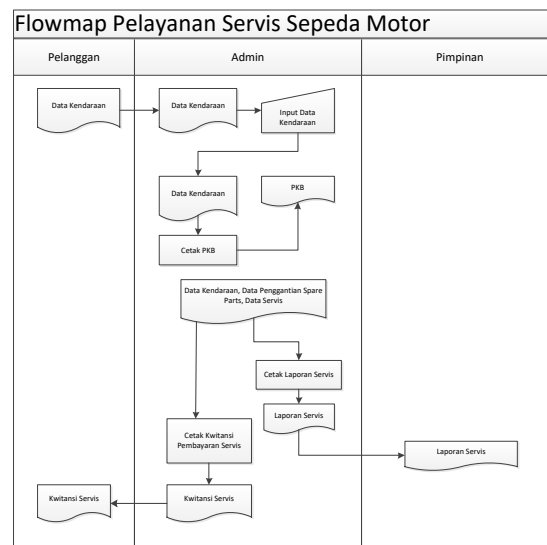 Flowmap Pelayanan Servis Sepeda Motor
Pelanggan
Admin
Pimpinan
Data Kendaraan
Data Kendaraan
Input Data
Kendaraan
Data Kendaraan
PKB
Cetak PKB
Data Kendaraan, Data Penggantian Spare
Parts, Data Servis
Cetak Laporan Servis
Laporan Servis
Cetak Kwitansi
Pembayaran Servis
Laporan Servis
Kwitansi Servis
Kwitansi Servis